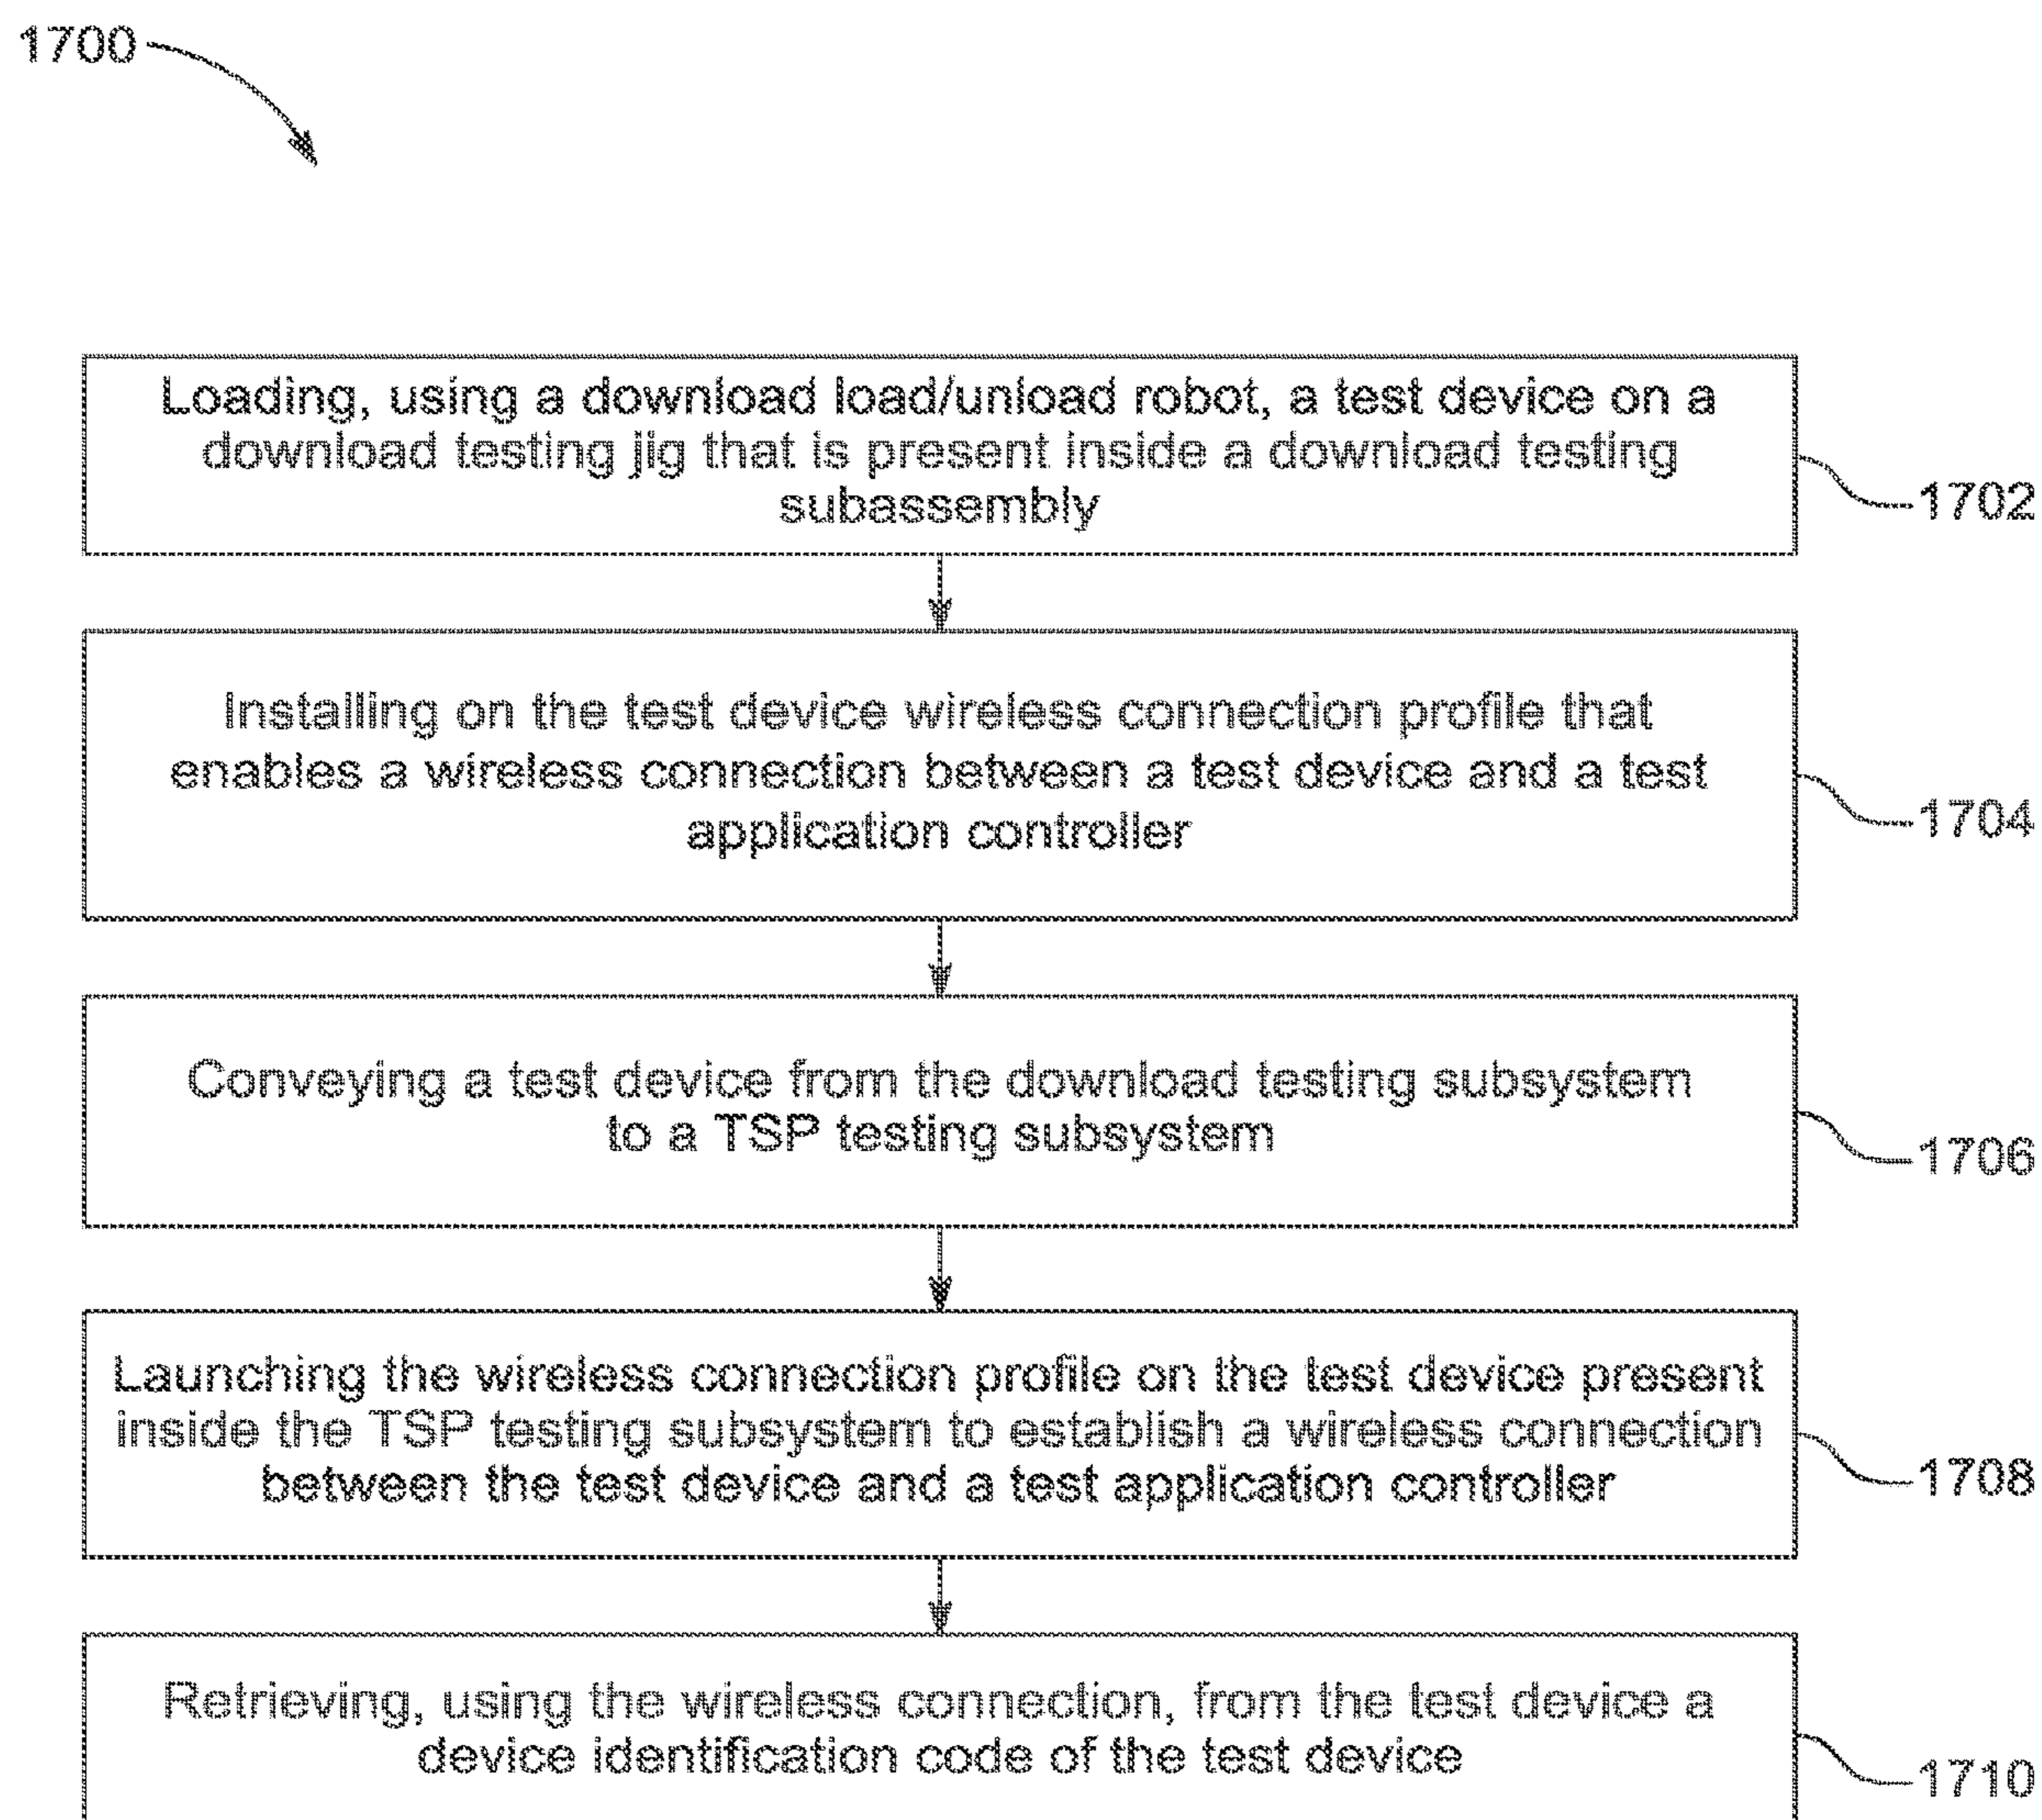 1700
Loading, using a download load/unload robot, a test device on a
download testing jig that is present inside a download testing
subassembly
1702
Installing on the test device wireless connection profile that
enables a wireless connection between a test device and a test
application controller
1704
Conveying a test device from the download testing subsystem
to a TSP testing subsystem
1706
Launching the wireless connection profile on the test device present
inside the TSP testing subsystem to establish a wireless connection
between the test device and a test application controller
1708
Retrieving, using the wireless connection, from the test device a
device identification code of the test device
1710